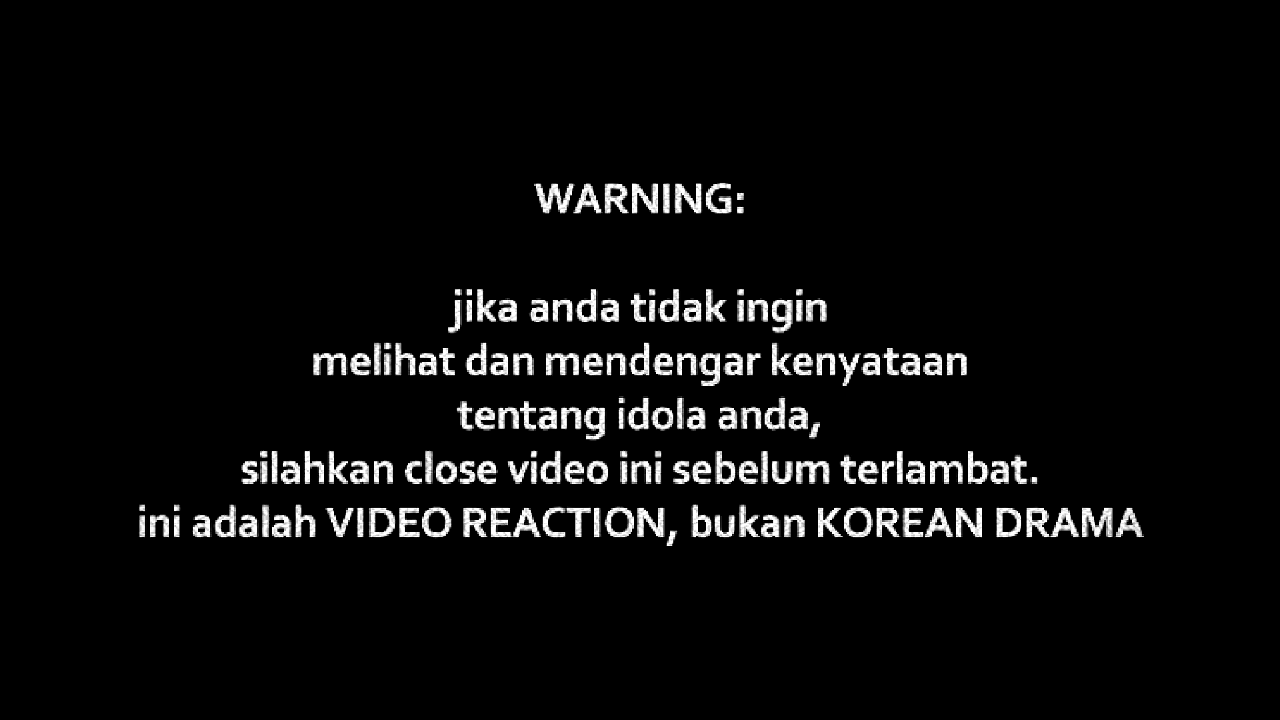 WARNING:
jika anda tidak ingin
melihat dan mendengar kenyataan
tentang idola anda,
silahkan close video ini sebelum terlambat.
ini adalah VIDEO REACTION, bukan KOREAN DRAMA